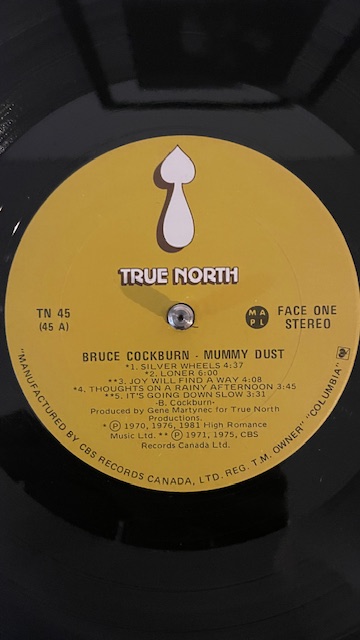 TRUE NORTH
TN 45
(45 A)
M A
P L
FACE ONE
STEREO
BRUCE COCKBURN - MUMMY DUST
*1. SILVER WHEELS 4:37
*2. LONER 6:00
**3. JOY WILL FIND A WAY 4:08
*4. THOUGHTS ON A RAINY AFTERNOON 3:45
**5. IT'S GOING DOWN SLOW 3:31
-B. Cockburn-
Produced by Gene Martynec for True North
Productions.
*Ⓟ 1970, 1976, 1981 High Romance
Music Ltd. **Ⓟ 1971, 1975, CBS
Records Canada Ltd.
"MANUFACTURED BY CBS RECORDS CANADA, LTD. REG. T.M. OWNER" "COLUMBIA"